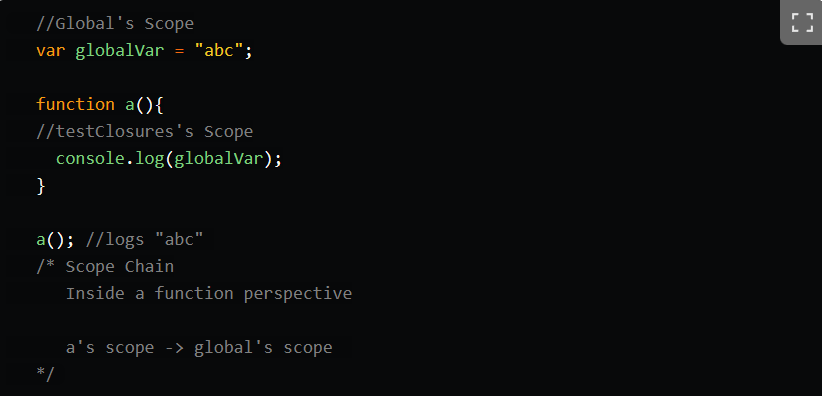 //Global's Scope
var globalVar = "abc";
function a(){
//testClosures's Scope
console.log(globalVar);
}
a(); //logs "abc"
/* Scope Chain
Inside a function perspective
a's scope -> global's scope
*/